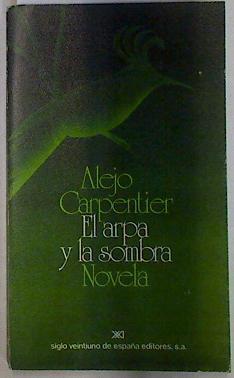 Alejo
Carpentier
El arpa
y la sombra
Novela
siglo veintiuno de españa editores, s.a.